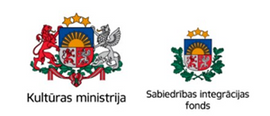 Kultūras ministrija
Sabiedrības integrācijas
fonds